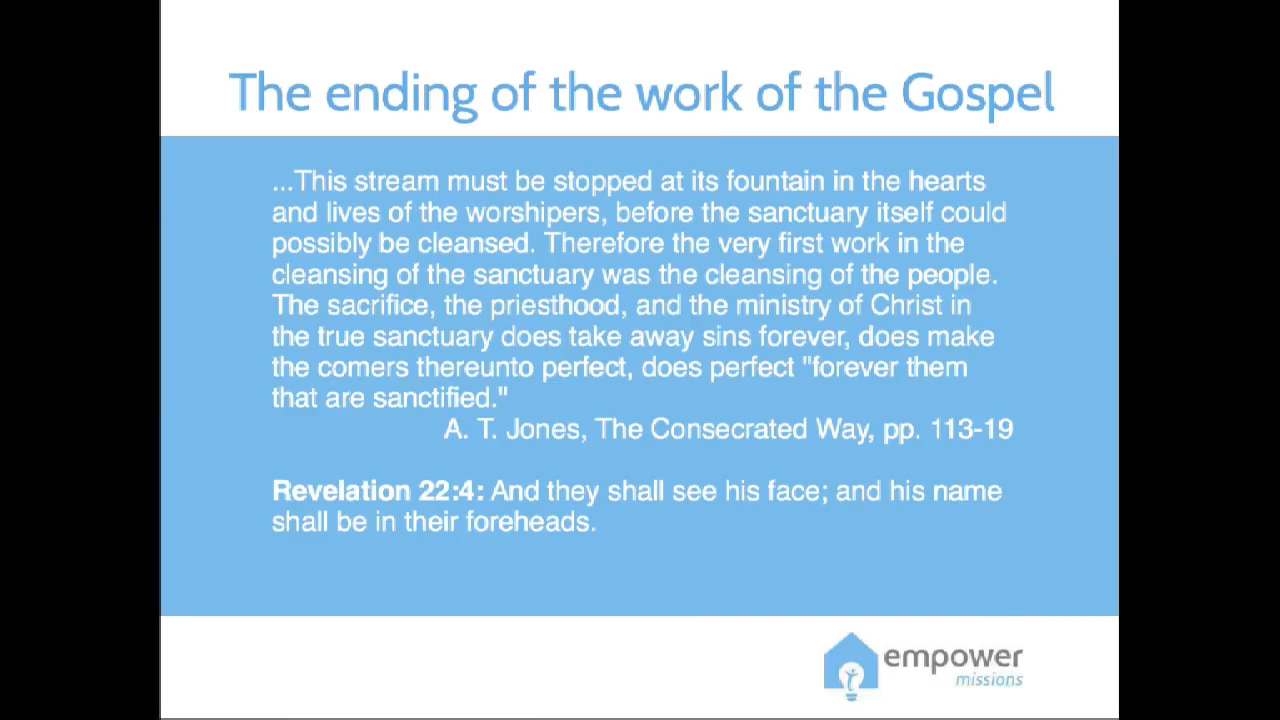 The ending of the work of the Gospel
...This stream must be stopped at its fountain in the hearts
and lives of the worshipers, before the sanctuary itself could
possibly be cleansed. Therefore the very first work in the
cleansing of the sanctuary was the cleansing of the people.
The sacrifice, the priesthood, and the ministry of Christ in
the true sanctuary does take away sins forever, does make
the comers thereunto perfect, does perfect "forever them
that are sanctified."
A. T. Jones, The Consecrated Way, pp. 113-19
Revelation 22:4: And they shall see his face; and his name
shall be in their foreheads.
empower
missions